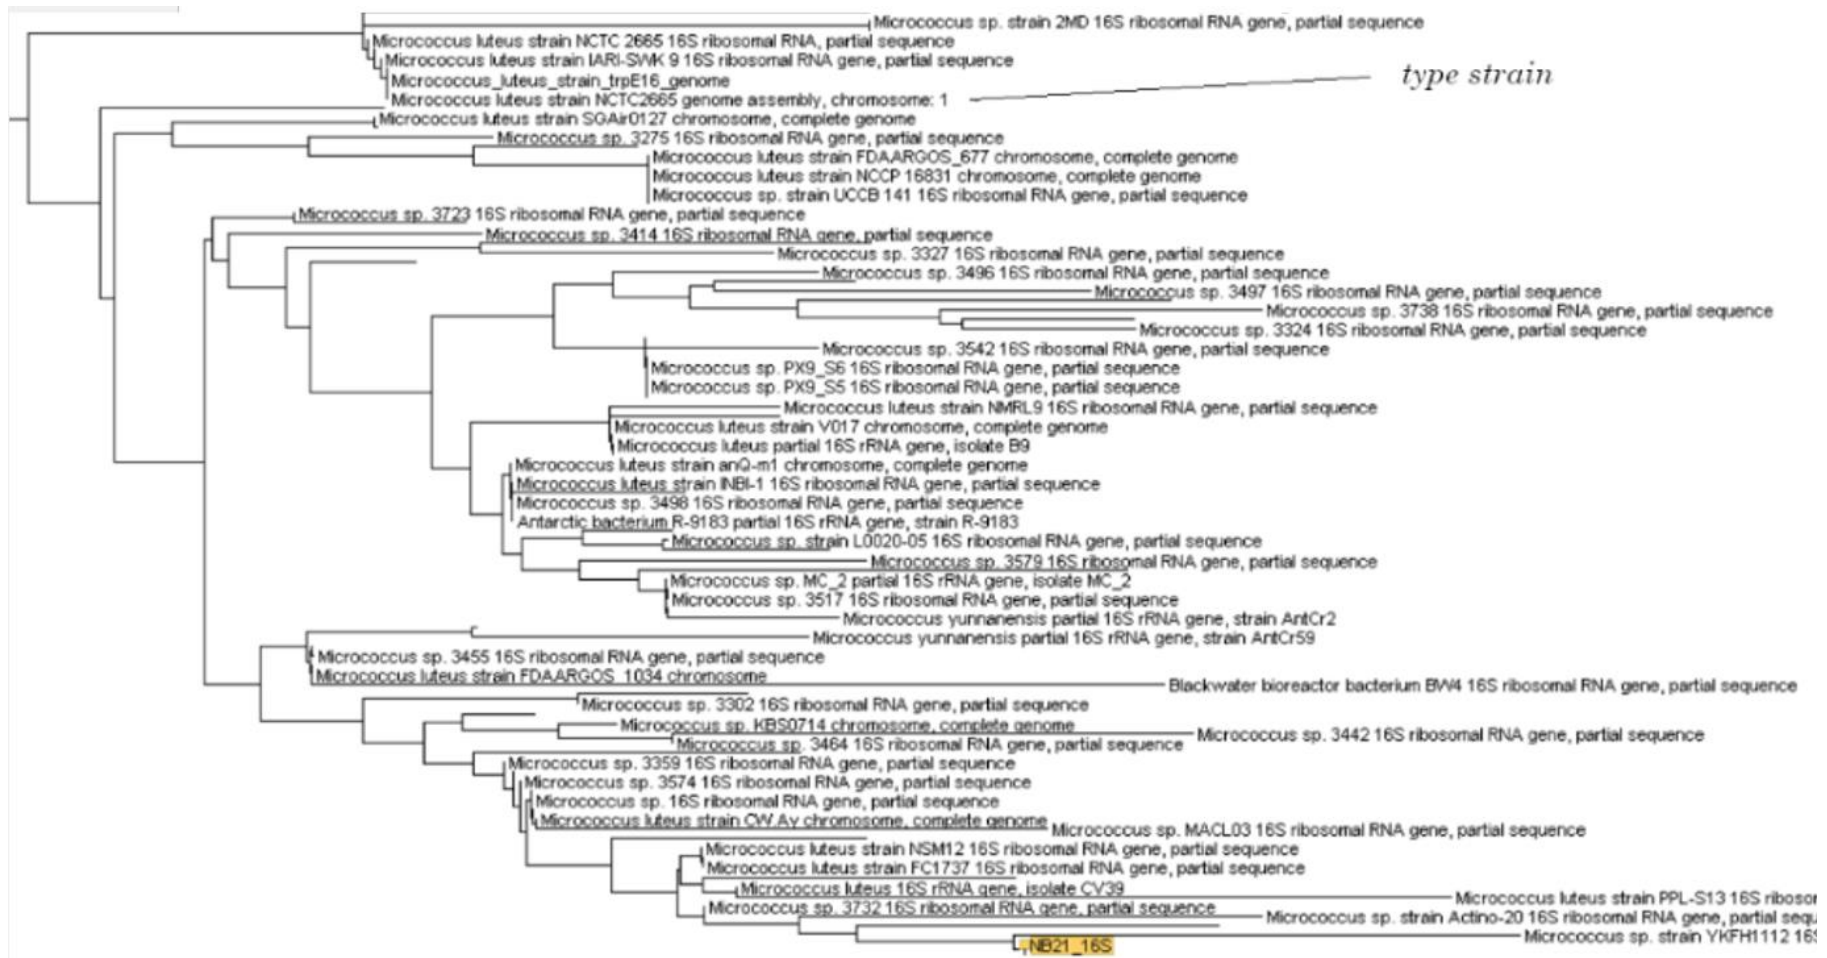 Micrococcus sp. strain 2MD 16S ribosomal RNA gene, partial sequence
Micrococcus luteus strain NCTC 2665 16S ribosomal RNA, partial sequence
Micrococcus luteus strain IARI-SWK 9 16S ribosomal RNA gene, partial sequence
Micrococcus_luteus_strain_trpE16_genome
type strain
Micrococcus luteus strain NCTC2665 genome assembly, chromosome: 1
Micrococcus luteus strain SGAir0127 chromosome, complete genome
Micrococcus sp. 3275 16S ribosomal RNA gene, partial sequence
Micrococcus luteus strain FDAARGOS_677 chromosome, complete genome
Micrococcus luteus strain NCCP 16831 chromosome, complete genome
Micrococcus sp. strain UCCB 141 16S ribosomal RNA gene, partial sequence
Micrococcus sp. 3723 16S ribosomal RNA gene, partial sequence
Micrococcus sp. 3414 16S ribosomal RNA gene, partial sequence
Micrococcus sp. 3327 16S ribosomal RNA gene, partial sequence
Micrococcus sp. 3496 16S ribosomal RNA gene, partial sequence
Micrococcus sp. 3497 16S ribosomal RNA gene, partial sequence
Micrococcus sp. 3738 16S ribosomal RNA gene, partial sequence
Micrococcus sp. 3324 16S ribosomal RNA gene, partial sequence
Micrococcus sp. 3542 16S ribosomal RNA gene, partial sequence
Micrococcus sp. PX9_S6 16S ribosomal RNA gene, partial sequence
Micrococcus sp. PX9_S5 16S ribosomal RNA gene, partial sequence
Micrococcus luteus strain NMRL9 16S ribosomal RNA gene, partial sequence
Micrococcus luteus strain V017 chromosome, complete genome
Micrococcus luteus partial 16S rRNA gene, isolate B9
Micrococcus luteus strain anQ-m1 chromosome, complete genome
Micrococcus luteus strain INBI-1 16S ribosomal RNA gene, partial sequence
Micrococcus sp. 3498 16S ribosomal RNA gene, partial sequence
Antarctic bacterium R-9183 partial 16S rRNA gene, strain R-9183
Micrococcus sp. strain L0020-05 16S ribosomal RNA gene, partial sequence
Micrococcus sp. 3579 16S ribosomal RNA gene, partial sequence
Micrococcus sp. MC_2 partial 16S rRNA gene, isolate MC_2
Micrococcus sp. 3517 16S ribosomal RNA gene, partial sequence
Micrococcus yunnanensis partial 16S rRNA gene, strain AntCr2
Micrococcus yunnanensis partial 16S rRNA gene, strain AntCr59
Micrococcus sp. 3455 16S ribosomal RNA gene, partial sequence
Micrococcus luteus strain FDAARGOS_1034 chromosome
Blackwater bioreactor bacterium BW4 16S ribosomal RNA gene, partial sequence
Micrococcus sp. 3302 16S ribosomal RNA gene, partial sequence
Micrococcus sp. KBS0714 chromosome, complete genome
Micrococcus sp. 3442 16S ribosomal RNA gene, partial sequence
Micrococcus sp. 3464 16S ribosomal RNA gene, partial sequence
Micrococcus sp. 3359 16S ribosomal RNA gene, partial sequence
Micrococcus sp. 3574 16S ribosomal RNA gene, partial sequence
Micrococcus sp. 16S ribosomal RNA gene, partial sequence
Micrococcus luteus strain CW.Ay chromosome, complete genome
Micrococcus sp. MACL03 16S ribosomal RNA gene, partial sequence
Micrococcus luteus strain NSM12 16S ribosomal RNA gene, partial sequence
Micrococcus luteus strain FC1737 16S ribosomal RNA gene, partial sequence
Micrococcus luteus 16S rRNA gene, isolate CV39
Micrococcus luteus strain PPL-S13 16S ribosor
Micrococcus sp. 3732 16S ribosomal RNA gene, partial sequence
Micrococcus sp. strain Actino-20 16S ribosomal RNA gene, partial sequ
Micrococcus sp. strain YKFH1112 16S
NB21_16S